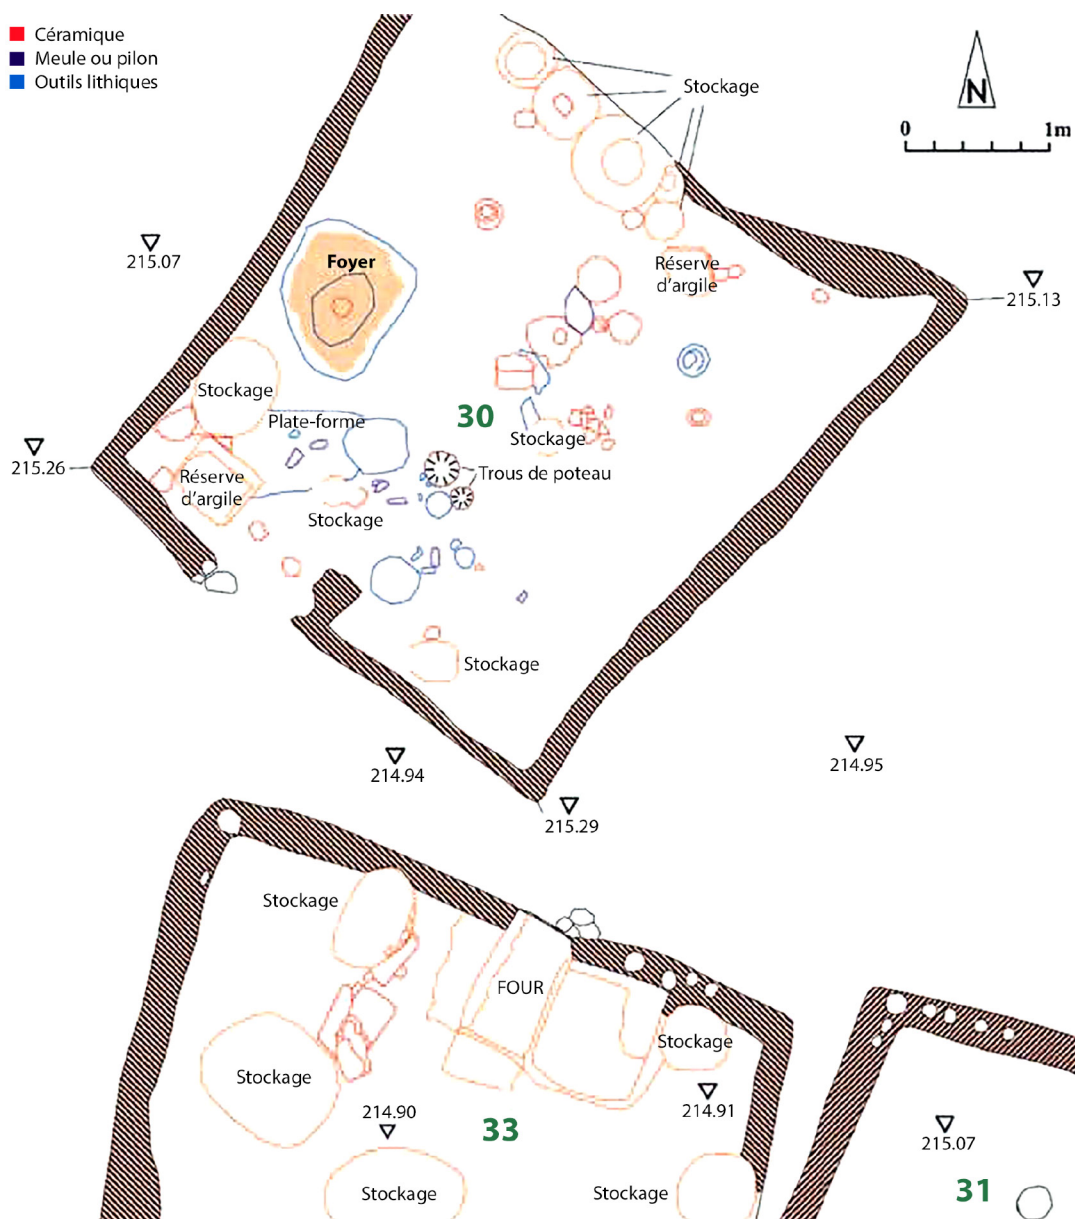 Céramique
Meule ou pilon
Outils lithiques
Stockage
N
0 1m
215.07
Foyer
Réserve
d'argile
215.13
Stockage
Plate-forme
30
Stockage
215.26
Réserve
d'argile
Trous de poteau
Stockage
Stockage
214.94
214.95
215.29
Stockage
FOUR
Stockage
Stockage
214.90
214.91
33
215.07
Stockage
Stockage
31